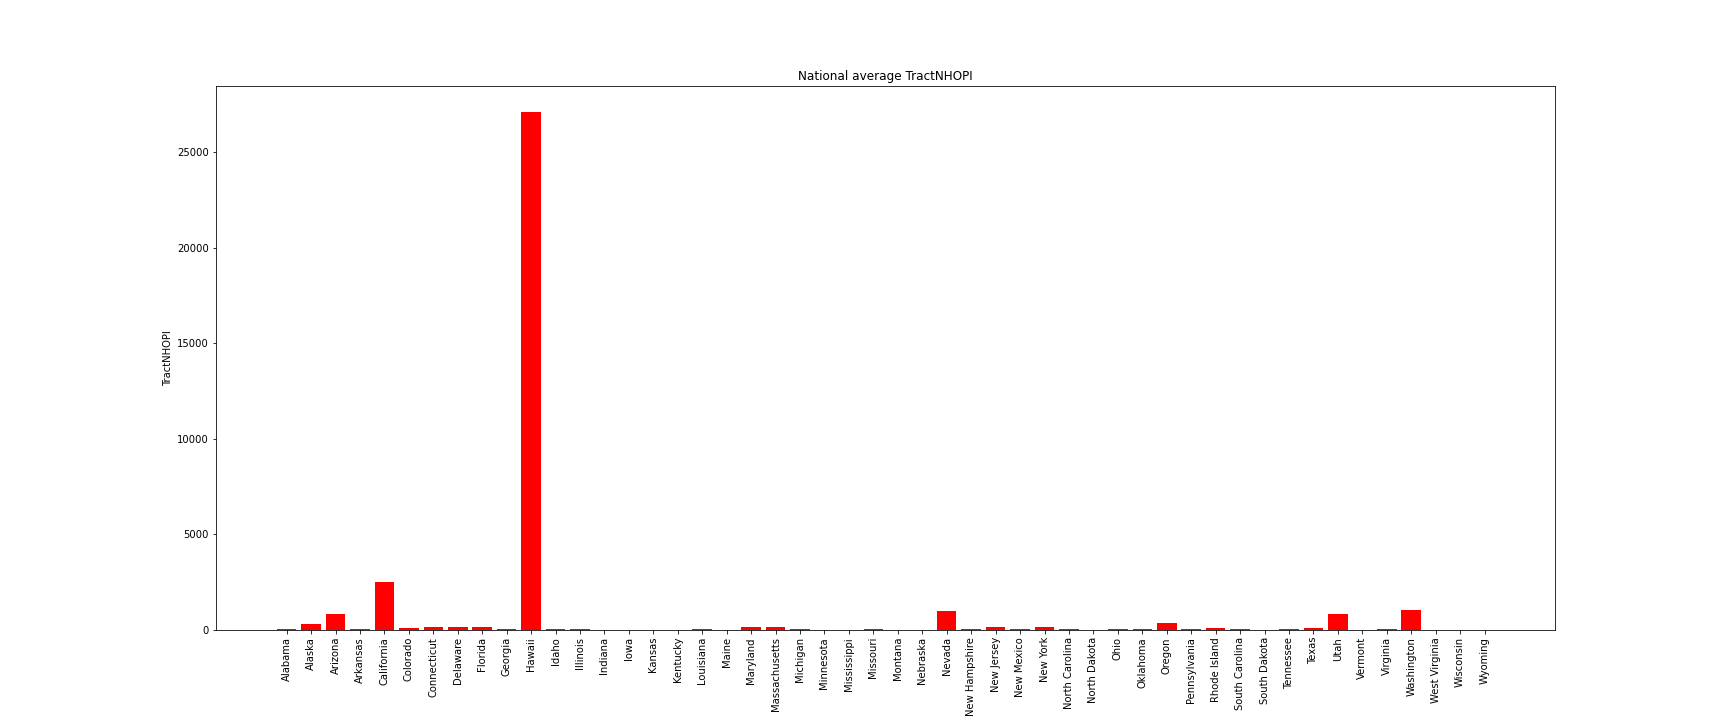 National average TractNHOPI
TractNHOPI
25000
20000
15000
10000
5000
0
Alabama
Alaska
Arizona
Arkansas
California
Colorado
Connecticut
Delaware
Florida
Georgia
Hawaii
Idaho
Illinois
Indiana
Iowa
Kansas
Kentucky
Louisiana
Maine
Maryland
Massachusetts
Michigan
Minnesota
Mississippi
Missouri
Montana
Nebraska
Nevada
New Hampshire
New Jersey
New Mexico
New York
North Carolina
North Dakota
Ohio
Oklahoma
Oregon
Pennsylvania
Rhode Island
South Carolina
South Dakota
Tennessee
Texas
Utah
Vermont
Virginia
Washington
West Virginia
Wisconsin
Wyoming